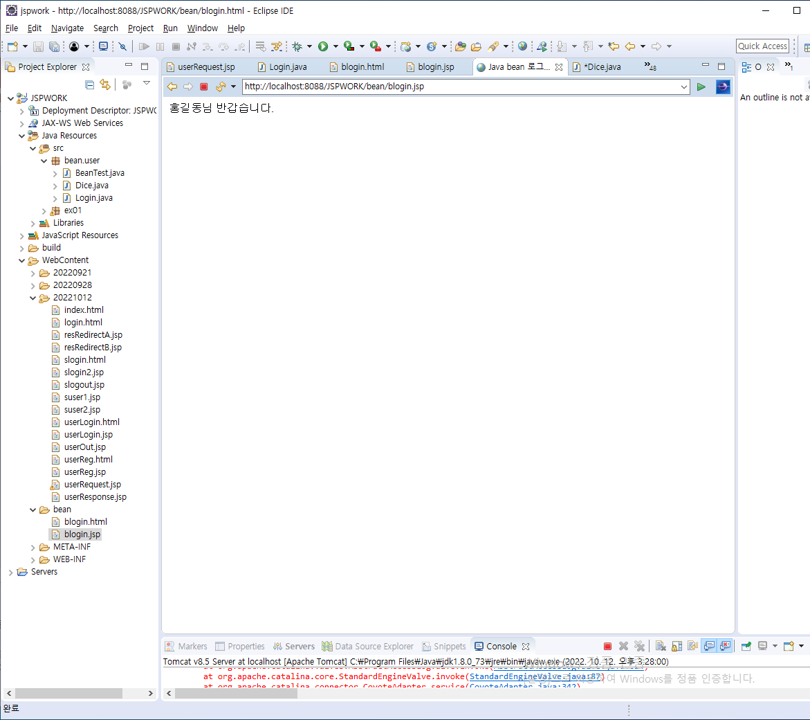 jspwork - http://localhost:8088/JSPWORK/bean/blogin.html - Eclipse IDE
File Edit Navigate Search Project Run Window Help
Quick Access
Project Explorer
userRequest.jsp Login.java blogin.html blogin.jsp Java bean 로그... *Dice.java »48
O »1
http://localhost:8088/JSPWORK/bean/blogin.jsp
An outline is not a
홍길동님 반갑습니다.
JSPWORK
Deployment Descriptor: JSPWO
JAX-WS Web Services
Java Resources
src
bean.user
BeanTest.java
Dice.java
Login.java
ex01
Libraries
JavaScript Resources
build
WebContent
20220921
20220928
20221012
index.html
login.html
resRedirectA.jsp
resRedirectB.jsp
slogin.html
slogin2.jsp
slogout.jsp
suser1.jsp
suser2.jsp
userLogin.html
userLogin.jsp
userOut.jsp
userReg.html
userReg.jsp
userRequest.jsp
userResponse.jsp
bean
blogin.html
blogin.jsp
META-INF
WEB-INF
Servers
Markers Properties Servers Data Source Explorer Snippets Console
Tomcat v8.5 Server at localhost [Apache Tomcat] C:₩Program Files₩Java₩jdk1.8.0_73₩jre₩bin₩javaw.exe (2022. 10. 12. 오후 3:28:00)
at org.apache.catalina.core.StandardEngineValve.invoke(StandardEngineValve.java:87)
at org.apache.catalina.connector.CoyoteAdapter.service(CoyoteAdapter.java:342)
Windows를 정품 인증합니다.
완료